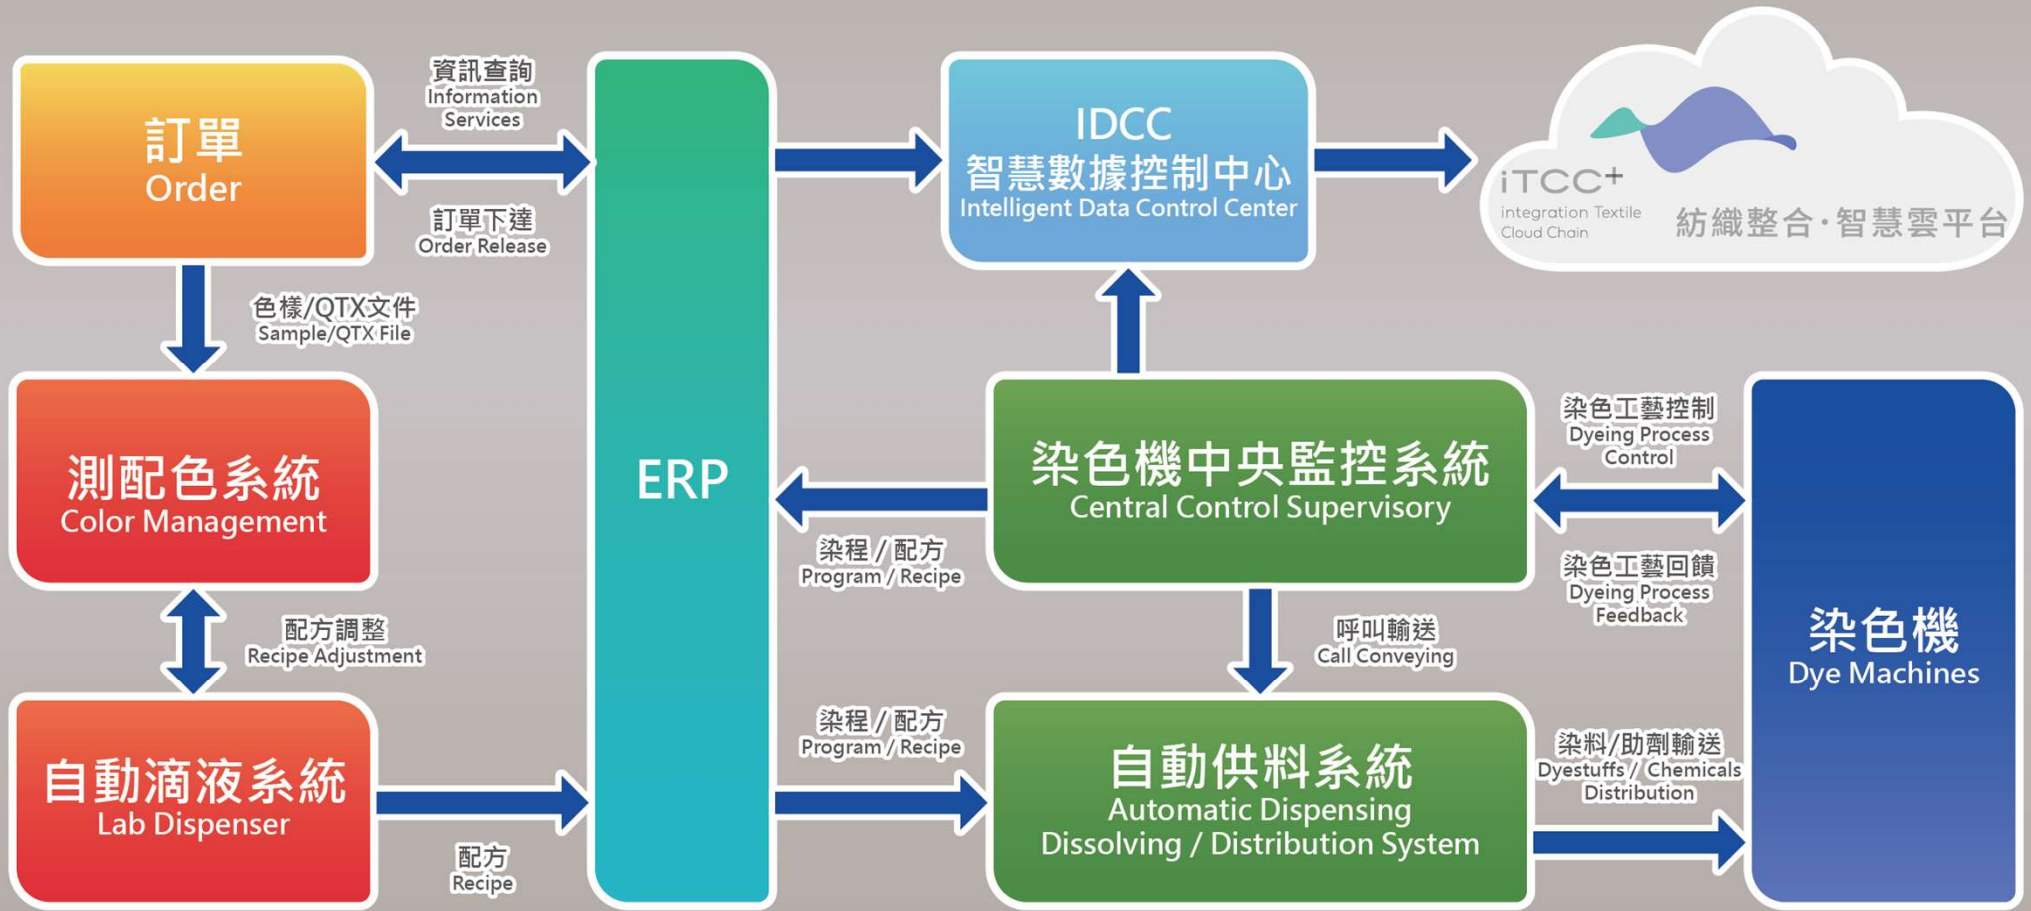 訂單
Order
資訊查詢
Information
Services
訂單下達
Order Release
ERP
IDCC
智慧數據控制中心
Intelligent Data Control Center
iTCC+
integration Textile
Cloud Chain
紡織整合·智慧雲平台
色樣/QTX文件
Sample/QTX File
測配色系統
Color Management
染色機中央監控系統
Central Control Supervisory
染色工藝控制
Dyeing Process
Control
染色工藝回饋
Dyeing Process
Feedback
染程 / 配方
Program / Recipe
染色機
Dye Machines
配方調整
Recipe Adjustment
呼叫輸送
Call Conveying
自動滴液系統
Lab Dispenser
配方
Recipe
染程 / 配方
Program / Recipe
自動供料系統
Automatic Dispensing
Dissolving / Distribution System
染料/助劑輸送
Dyestuffs / Chemicals
Distribution